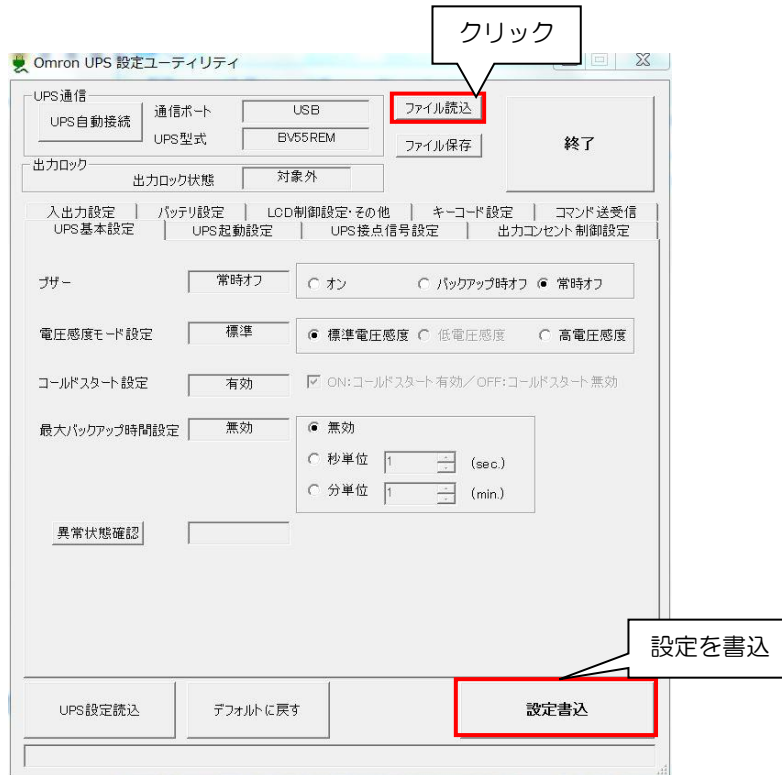 クリック
Omron UPS 設定ユーティリティ
UPS通信
UPS自動接続 通信ポート USB ファイル読込
UPS型式 BV55REM ファイル保存 終了
出力ロック
出力ロック状態 対象外
入出力設定 バッテリ設定 LCD制御設定・その他 キーコード設定 コマンド送受信
UPS基本設定 UPS起動設定 UPS接点信号設定 出力コンセント制御設定
ブザー 常時オフ オン バックアップ時オフ 常時オフ
電圧感度モード設定 標準 標準電圧感度 低電圧感度 高電圧感度
コールドスタート設定 有効 ON:コールドスタート有効/OFF:コールドスタート無効
最大バックアップ時間設定 無効 無効
秒単位 1 (sec.)
分単位 1 (min.)
異常状態確認
設定を書込
UPS設定読込 デフォルトに戻す 設定書込